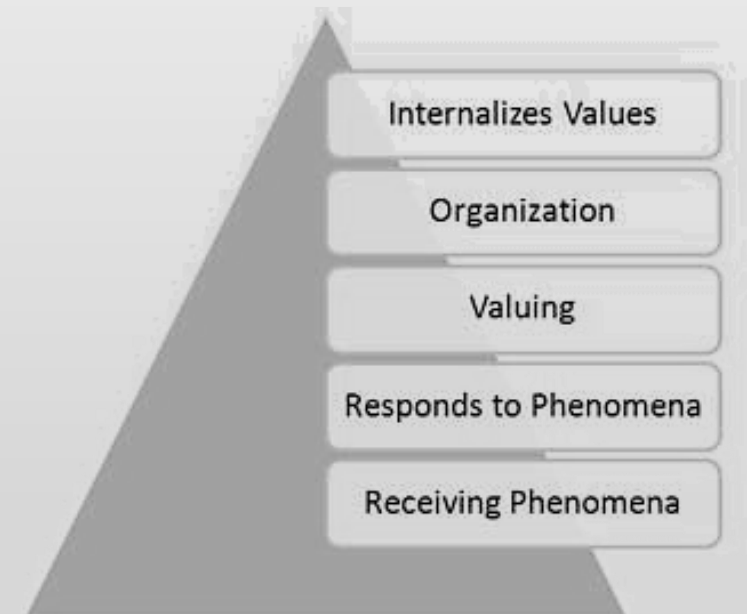 Internalizes Values
Organization
Valuing
Responds to Phenomena
Receiving Phenomena